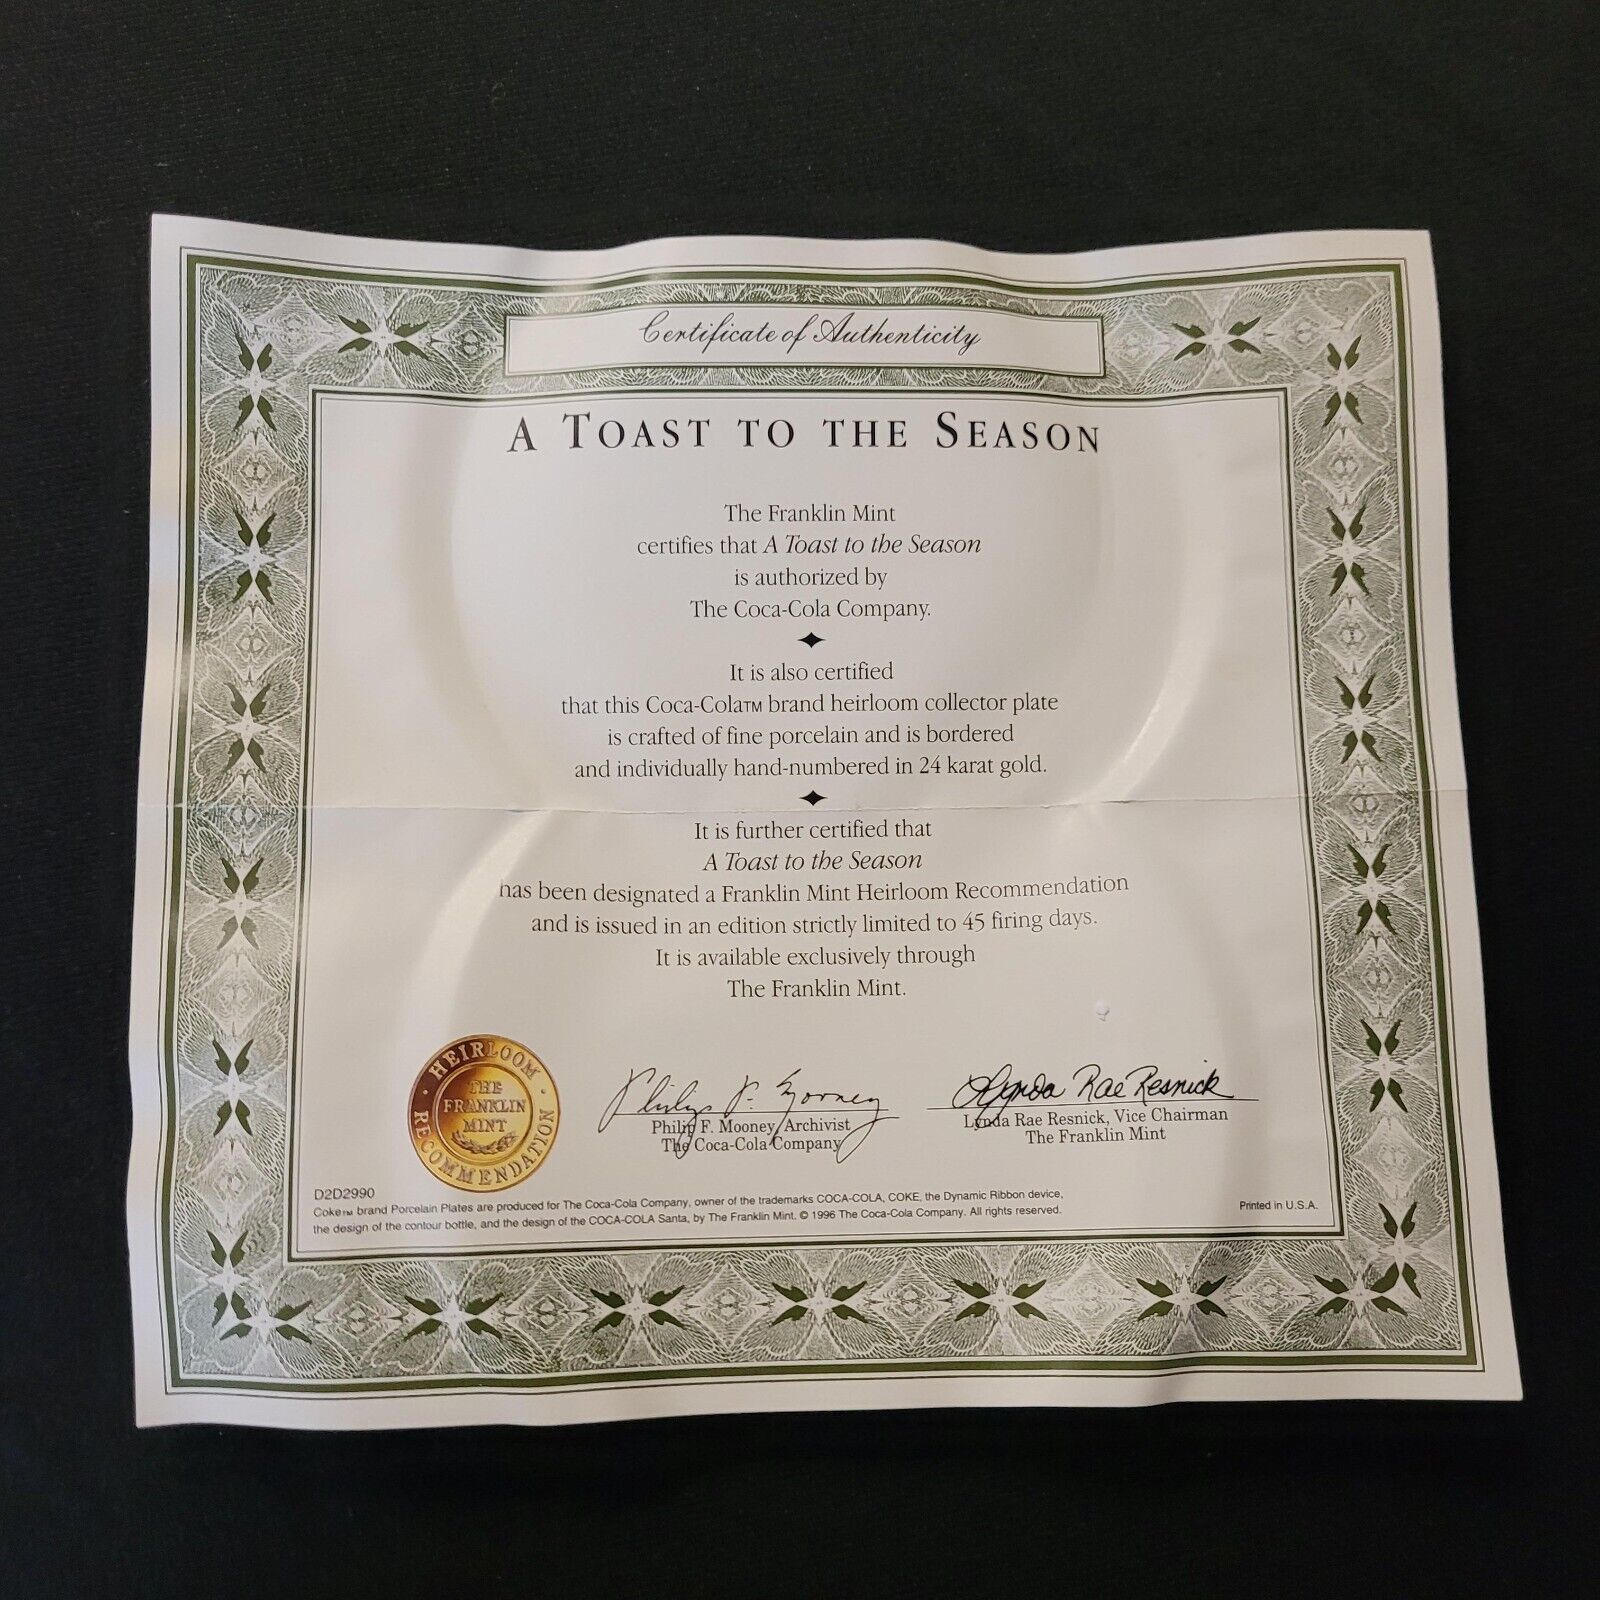 Certificate of Authenticity
A TOAST TO THE SEASON
The Franklin Mint
certifies that A Toast to the Season
is authorized by
The Coca-Cola Company.
It is also certified
that this Coca-Cola™ brand heirloom collector plate
is crafted of fine porcelain and is bordered
and individually hand-numbered in 24 karat gold.
It is further certified that
A Toast to the Season
has been designated a Franklin Mint Heirloom Recommendation
and is issued in an edition strictly limited to 45 firing days.
It is available exclusively through
The Franklin Mint.
HEIRLOOM RECOMMENDATION
THE
FRANKLIN
MINT
Philip F. Mooney
Philip F. Mooney, Archivist
The Coca-Cola Company
Lynda Rae Resnick
Lynda Rae Resnick, Vice Chairman
The Franklin Mint
D2D2990
Coke™ brand Porcelain Plates are produced for The Coca-Cola Company, owner of the trademarks COCA-COLA, COKE, the Dynamic Ribbon device,
the design of the contour bottle, and the design of the COCA-COLA Santa, by The Franklin Mint. © 1996 The Coca-Cola Company. All rights reserved.
Printed in U.S.A.